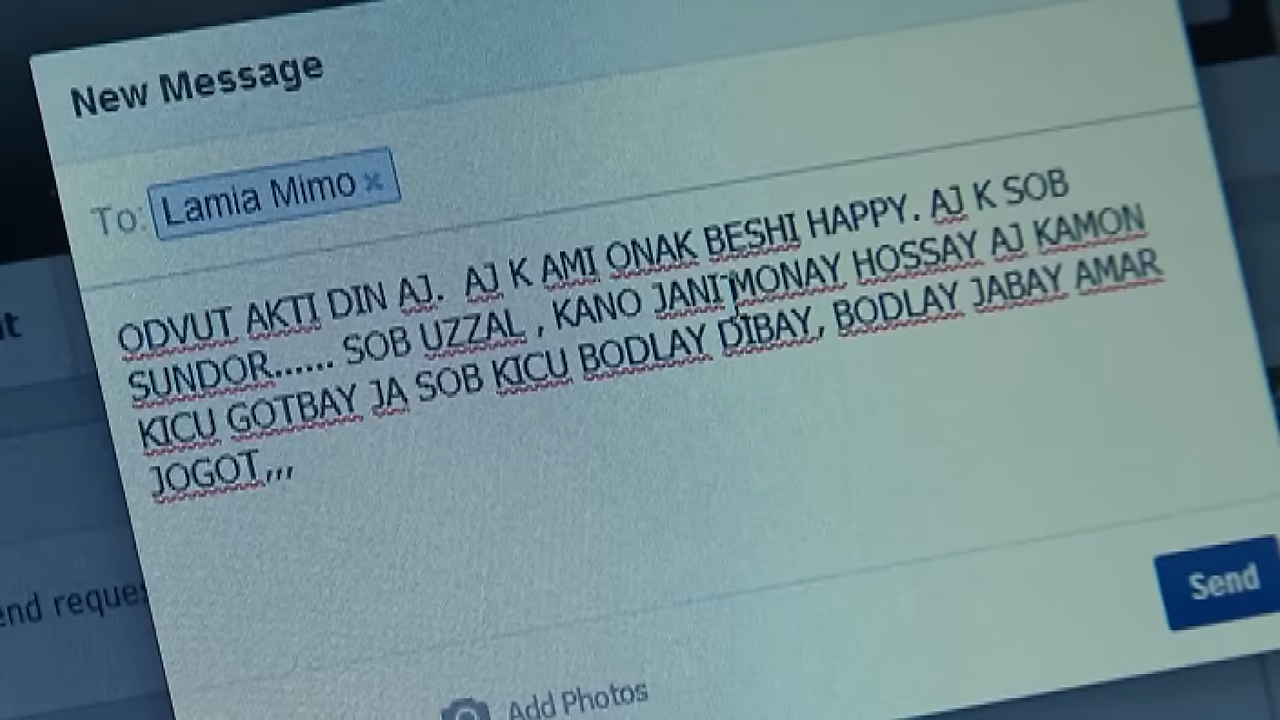 New Message
To: Lamia Mimo x
ODVUT AKTI DIN AJ. AJ K AMI ONAK BESHI HAPPY. AJ K SOB
SUNDOR...... SOB UZZAL , KANO JANI MONAY HOSSAY AJ KAMON
KICU GOTBAY JA SOB KICU BODLAY DIBAY, BODLAY JABAY AMAR
JOGOT,,,
Send
Add Photos